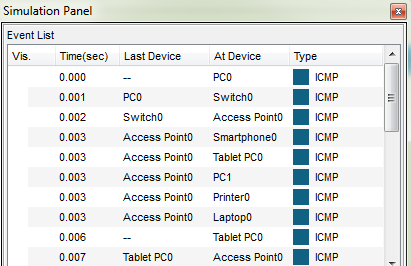 Simulation Panel
Event List
Vis. Time(sec) Last Device At Device Type
0.000 -- PC0 ICMP
0.001 PC0 Switch0 ICMP
0.002 Switch0 Access Point0 ICMP
0.003 Access Point0 Smartphone0 ICMP
0.003 Access Point0 Tablet PC0 ICMP
0.003 Access Point0 PC1 ICMP
0.003 Access Point0 Printer0 ICMP
0.003 Access Point0 Laptop0 ICMP
0.006 -- Tablet PC0 ICMP
0.007 Tablet PC0 Access Point0 ICMP